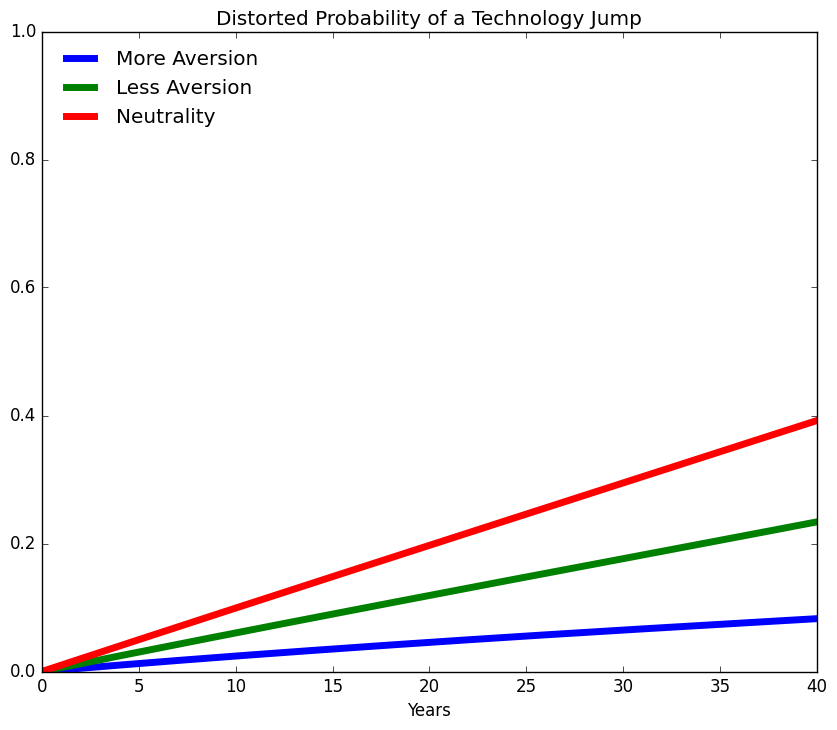 Distorted Probability of a Technology Jump
1.0
More Aversion
Less Aversion
Neutrality
0.8
0.6
0.4
0.2
0.0
0 5 10 15 20 25 30 35 40
Years